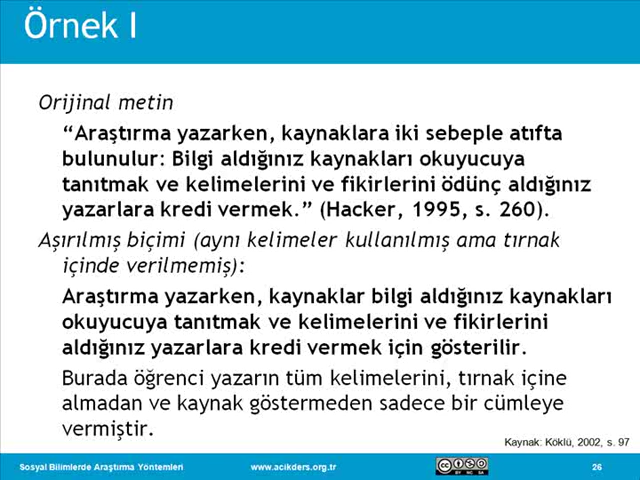 Örnek I
Orijinal metin
“Araştırma yazarken, kaynaklara iki sebeple atıfta
bulunulur: Bilgi aldığınız kaynakları okuyucuya
tanıtmak ve kelimelerini ve fikirlerini ödünç aldığınız
yazarlara kredi vermek.” (Hacker, 1995, s. 260).
Aşırılmış biçimi (aynı kelimeler kullanılmış ama tırnak
içinde verilmemiş):
Araştırma yazarken, kaynaklar bilgi aldığınız kaynakları
okuyucuya tanıtmak ve kelimelerini ve fikirlerini
aldığınız yazarlara kredi vermek için gösterilir.
Burada öğrenci yazarın tüm kelimelerini, tırnak içine
almadan ve kaynak göstermeden sadece bir cümleye
vermiştir.
Kaynak: Köklü, 2002, s. 97
Sosyal Bilimlerde Araştırma Yöntemleri www.acikders.org.tr cc BY NC SA 26